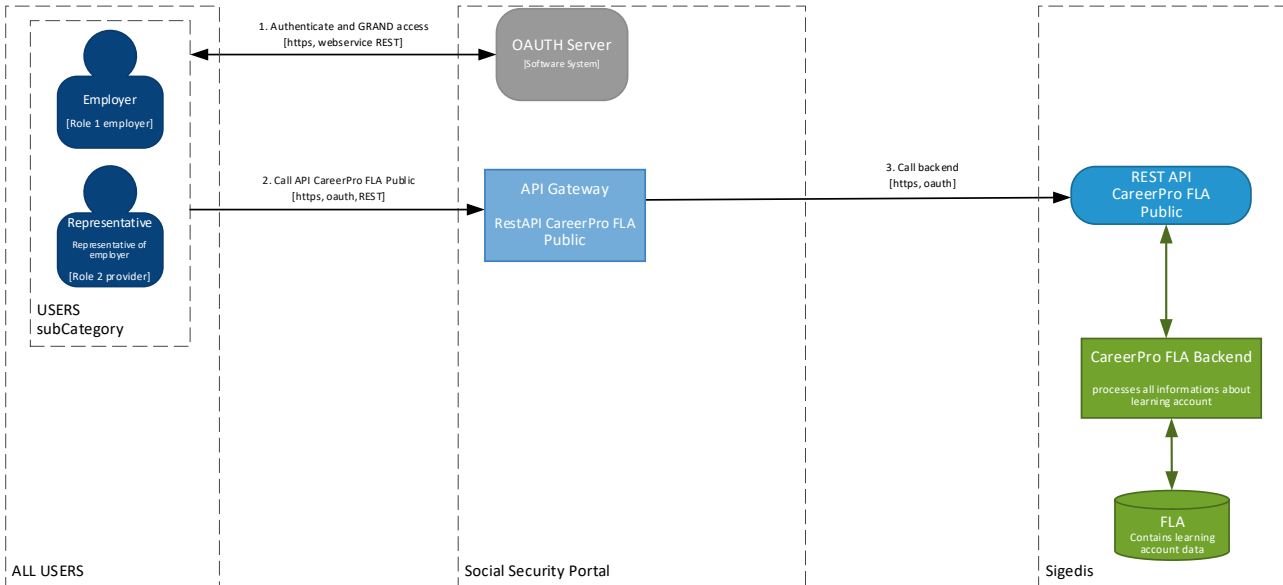 1. Authenticate and GRAND access
[https, webservice REST]
OAUTH Server
[Software System]
Employer
[Role 1 employer]
2. Call API CareerPro FLA Public
[https, oauth, REST]
API Gateway
RestAPI CareerPro FLA
Public
3. Call backend
[https, oauth]
REST API
CareerPro FLA
Public
Representative
Representative of
employer
[Role 2 provider]
USERS
subCategory
CareerPro FLA Backend
processes all informations about
learning account
FLA
Contains learning
account data
ALL USERS
Social Security Portal
Sigedis